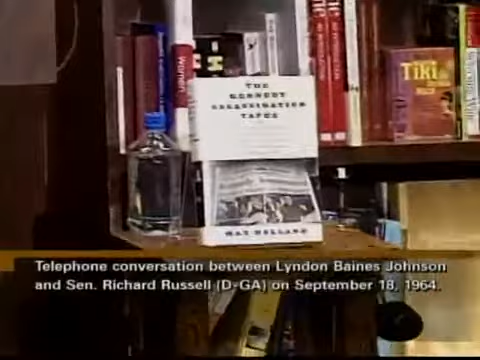 Tiki
THE
KENNEDY
ASSASSINATION
TAPES
MAX HOLLAND
Telephone conversation between Lyndon Baines Johnson
and Sen. Richard Russell (D-GA) on September 18, 1964.